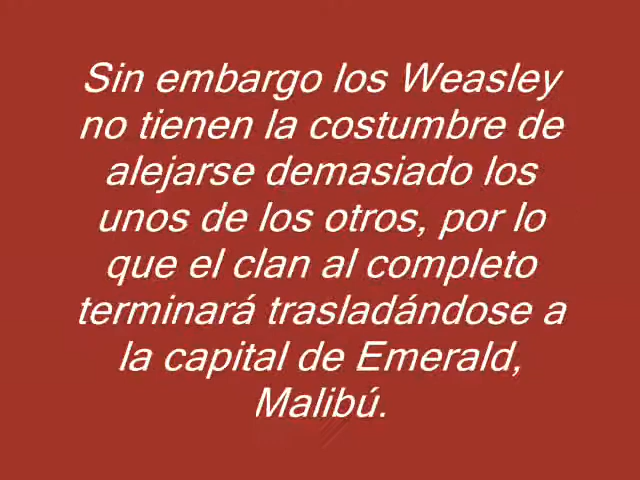 Sin embargo los Weasley
no tienen la costumbre de
alejarse demasiado los
unos de los otros, por lo
que el clan al completo
terminará trasladándose a
la capital de Emerald,
Malibú.